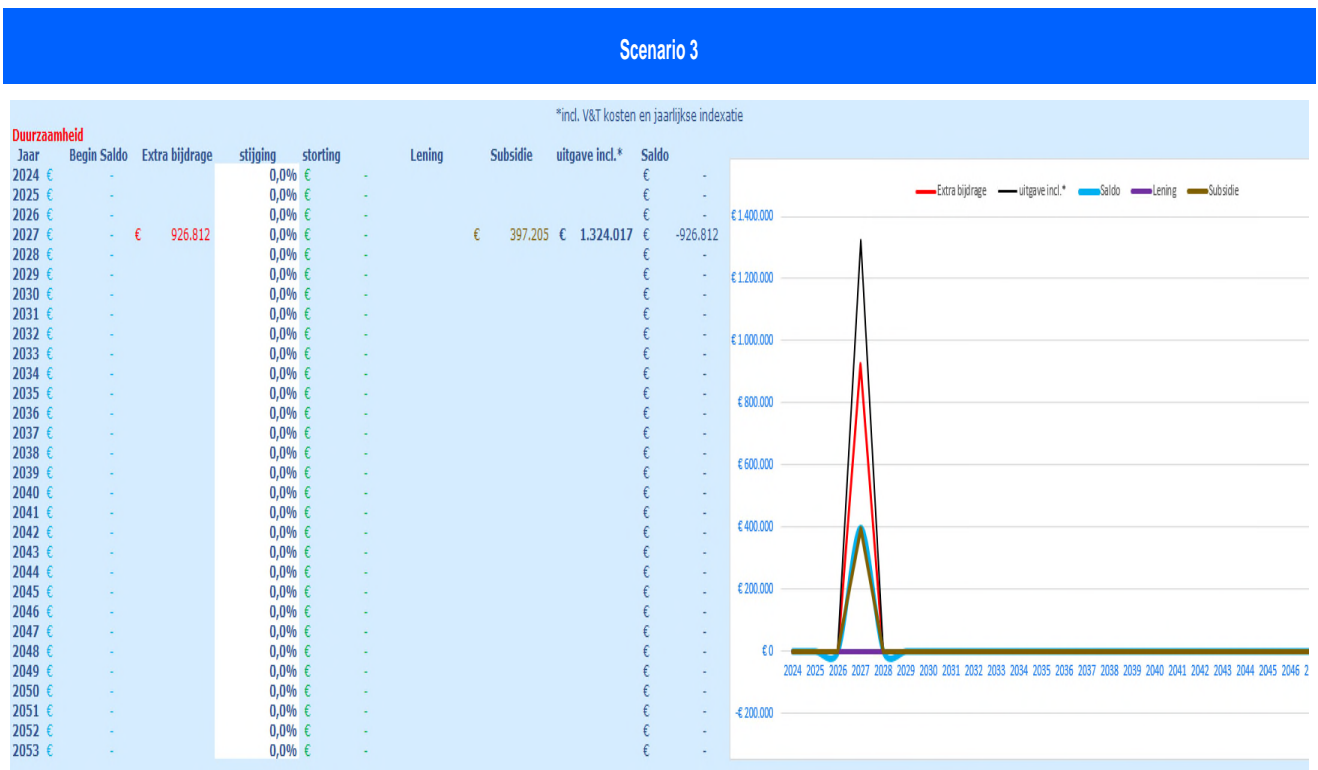 Scenario 3
*incl. V&T kosten en jaarlijkse indexatie
Duurzaamheid
Jaar Begin Saldo Extra bijdrage stijging storting Lening Subsidie uitgave incl.* Saldo
2024 € - 0,0% € - € -
2025 € - 0,0% € - € -
2026 € - 0,0% € - € -
2027 € - € 926.812 0,0% € - € 397.205 € 1.324.017 € -926.812
2028 € - 0,0% € - € -
2029 € - 0,0% € - € -
2030 € - 0,0% € - € -
2031 € - 0,0% € - € -
2032 € - 0,0% € - € -
2033 € - 0,0% € - € -
2034 € - 0,0% € - € -
2035 € - 0,0% € - € -
2036 € - 0,0% € - € -
2037 € - 0,0% € - € -
2038 € - 0,0% € - € -
2039 € - 0,0% € - € -
2040 € - 0,0% € - € -
2041 € - 0,0% € - € -
2042 € - 0,0% € - € -
2043 € - 0,0% € - € -
2044 € - 0,0% € - € -
2045 € - 0,0% € - € -
2046 € - 0,0% € - € -
2047 € - 0,0% € - € -
2048 € - 0,0% € - € -
2049 € - 0,0% € - € -
2050 € - 0,0% € - € -
2051 € - 0,0% € - € -
2052 € - 0,0% € - € -
2053 € - 0,0% € - € -
Extra bijdrage uitgave incl.* Saldo Lening Subsidie
€ 1.400.000
€ 1.200.000
€ 1.000.000
€ 800.000
€ 600.000
€ 400.000
€ 200.000
€ 0
2024 2025 2026 2027 2028 2029 2030 2031 2032 2033 2034 2035 2036 2037 2038 2039 2040 2041 2042 2043 2044 2045 2046 2
-€ 200.000